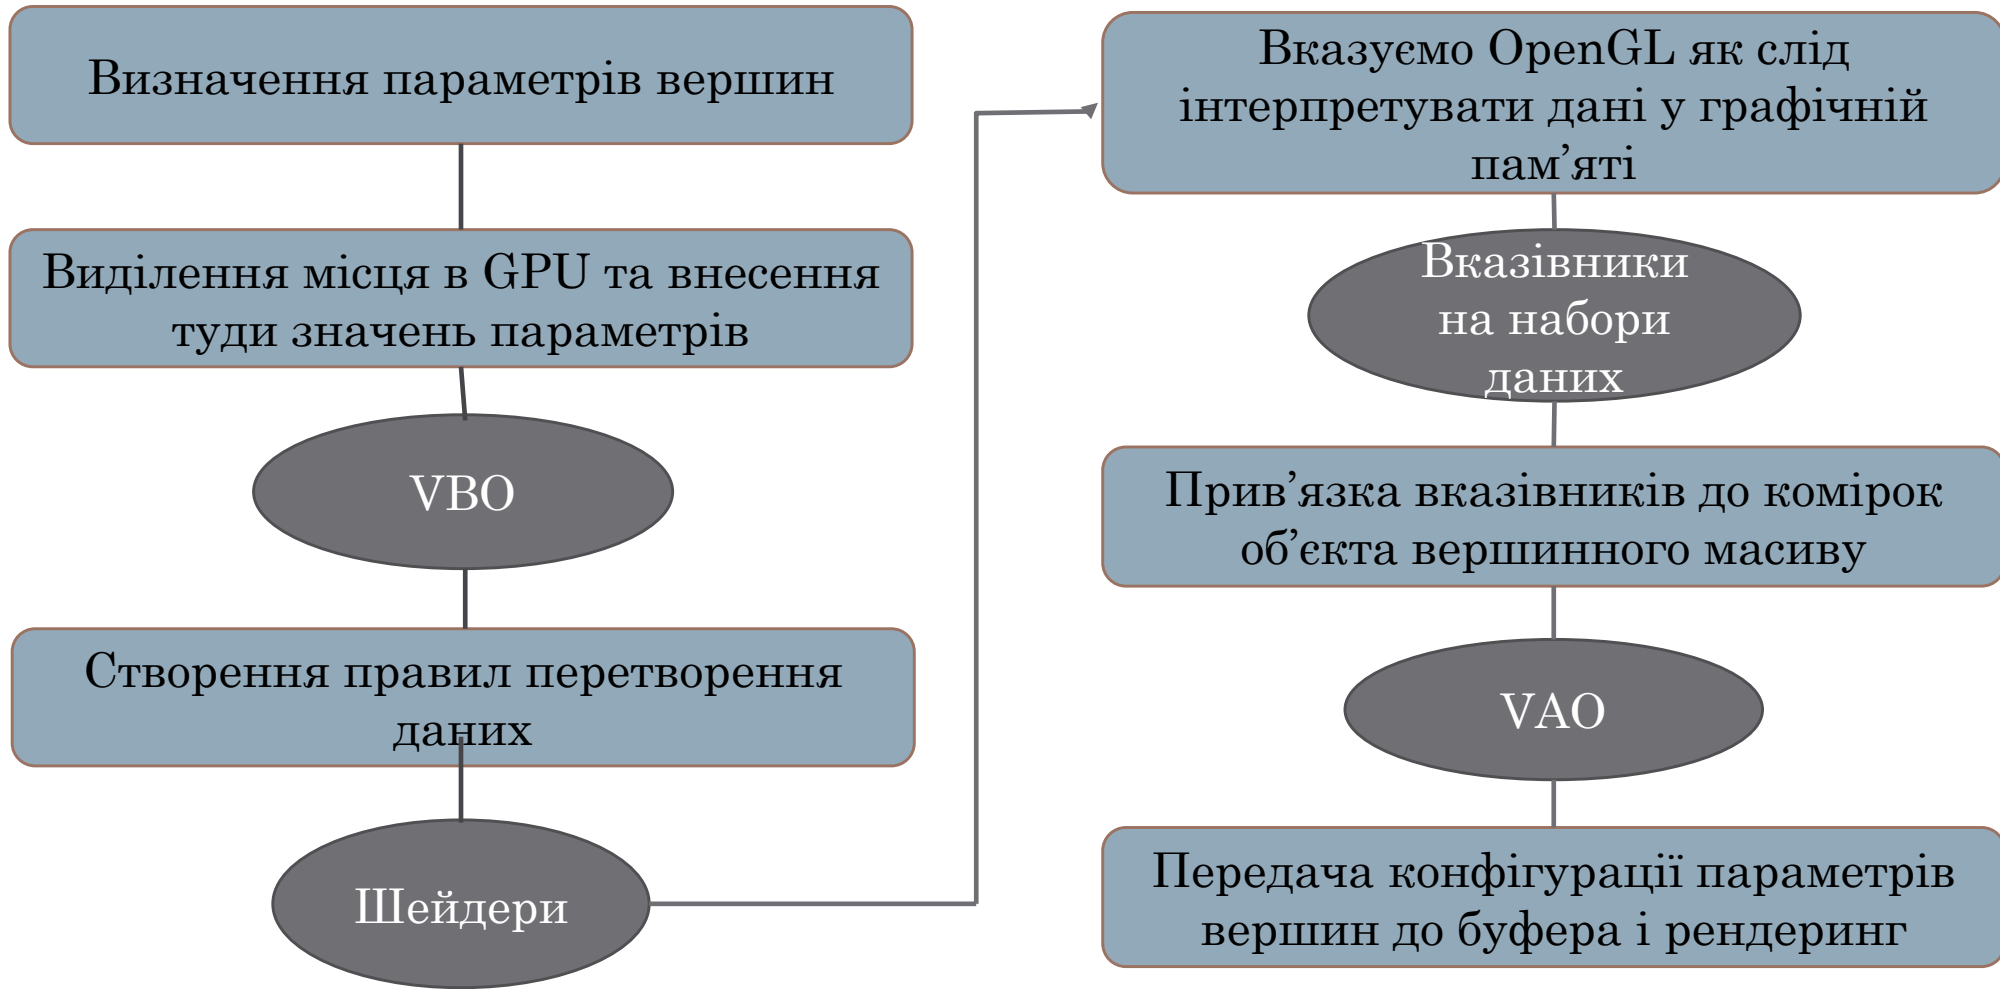 Визначення параметрів вершин
Виділення місця в GPU та внесення
туди значень параметрів
VBO
Створення правил перетворення
даних
Шейдери
Вказуємо OpenGL як слід
інтерпретувати дані у графічній
пам’яті
Вказівники
на набори
даних
Прив’язка вказівників до комірок
об’єкта вершинного масиву
VAO
Передача конфігурації параметрів
вершин до буфера і рендеринг